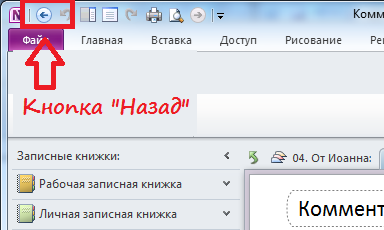 Комме
Файл Главная Вставка Доступ Рисование
Кнопка "Назад"
Записные книжки:
04. От Иоанна:
Рабочая записная книжка
Коммент
Личная записная книжка